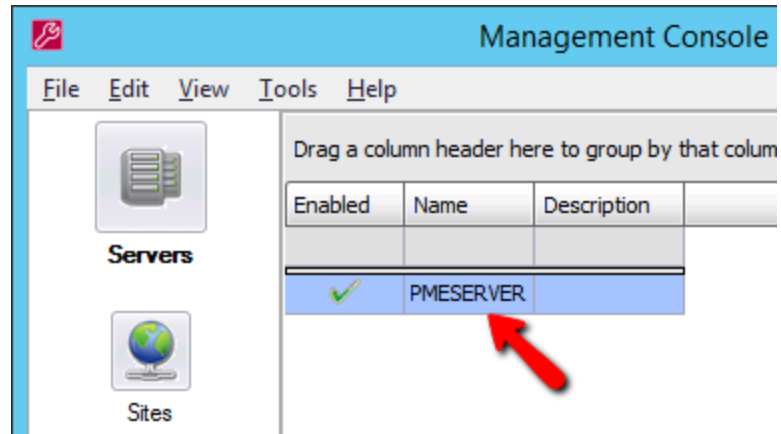 Management Console
File Edit View Tools Help
Drag a column header here to group by that colum
Enabled Name Description
Servers
PMESERVER
Sites